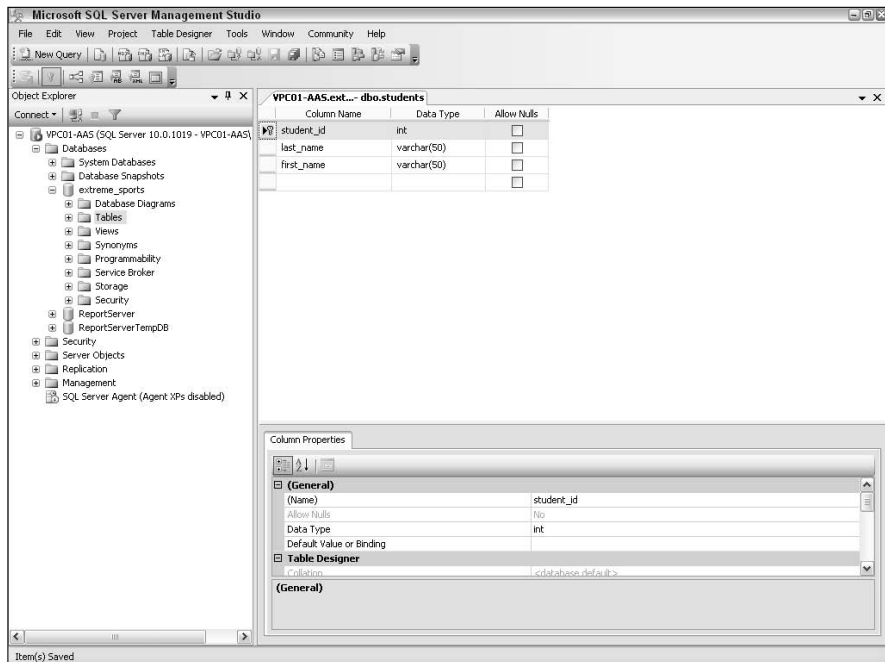 Microsoft SQL Server Management Studio
File Edit View Project Table Designer Tools Window Community Help
New Query
Object Explorer
Connect
VPC01-AAS (SQL Server 10.0.1019 - VPC01-AAS\
Databases
System Databases
Database Snapshots
extreme_sports
Database Diagrams
Tables
Views
Synonyms
Programmability
Service Broker
Storage
Security
ReportServer
ReportServerTempDB
Security
Server Objects
Replication
Management
SQL Server Agent (Agent XPs disabled)
VPC01-AAS.ext...- dbo.students
Column Name Data Type Allow Nulls
student_id int
last_name varchar(50)
first_name varchar(50)
Column Properties
(General)
(Name) student_id
Allow Nulls No
Data Type int
Default Value or Binding
Table Designer
Collation <database default>
(General)
Item(s) Saved